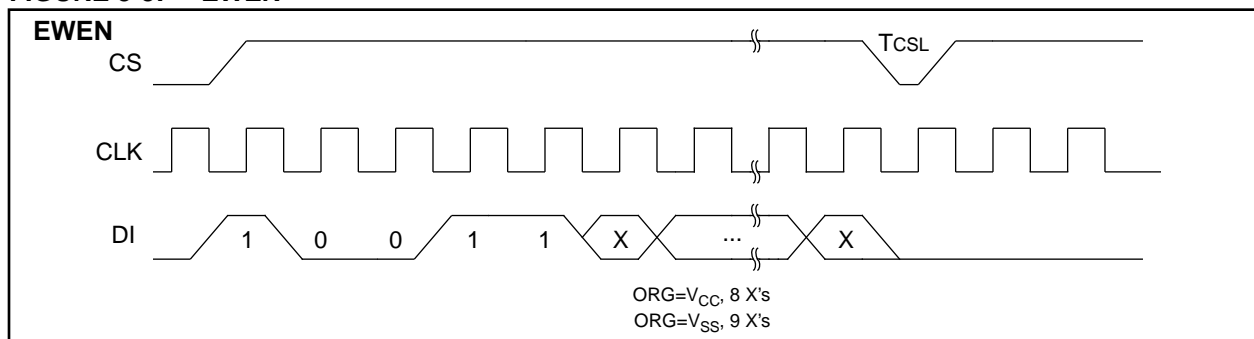 EWEN
CS
TCSL
CLK
DI
1 0 0 1 1 X ... X
ORG=VCC, 8 X's
ORG=VSS, 9 X's